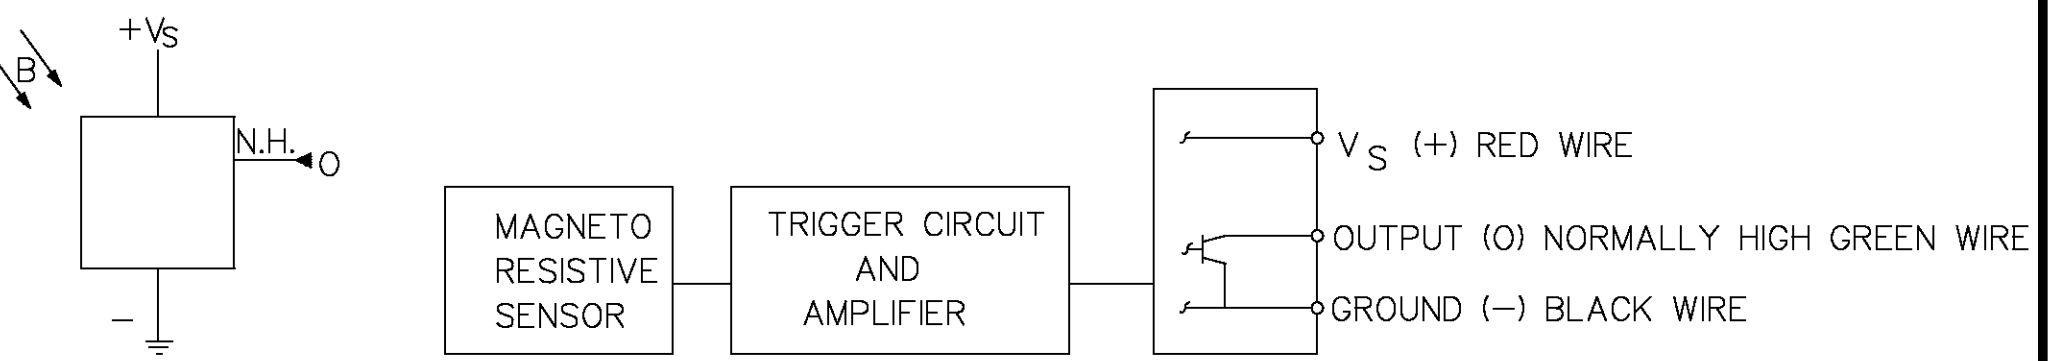 +VS
B
N.H.
O
−
MAGNETO
RESISTIVE
SENSOR
TRIGGER CIRCUIT
AND
AMPLIFIER
VS (+) RED WIRE
OUTPUT (O) NORMALLY HIGH GREEN WIRE
GROUND (−) BLACK WIRE